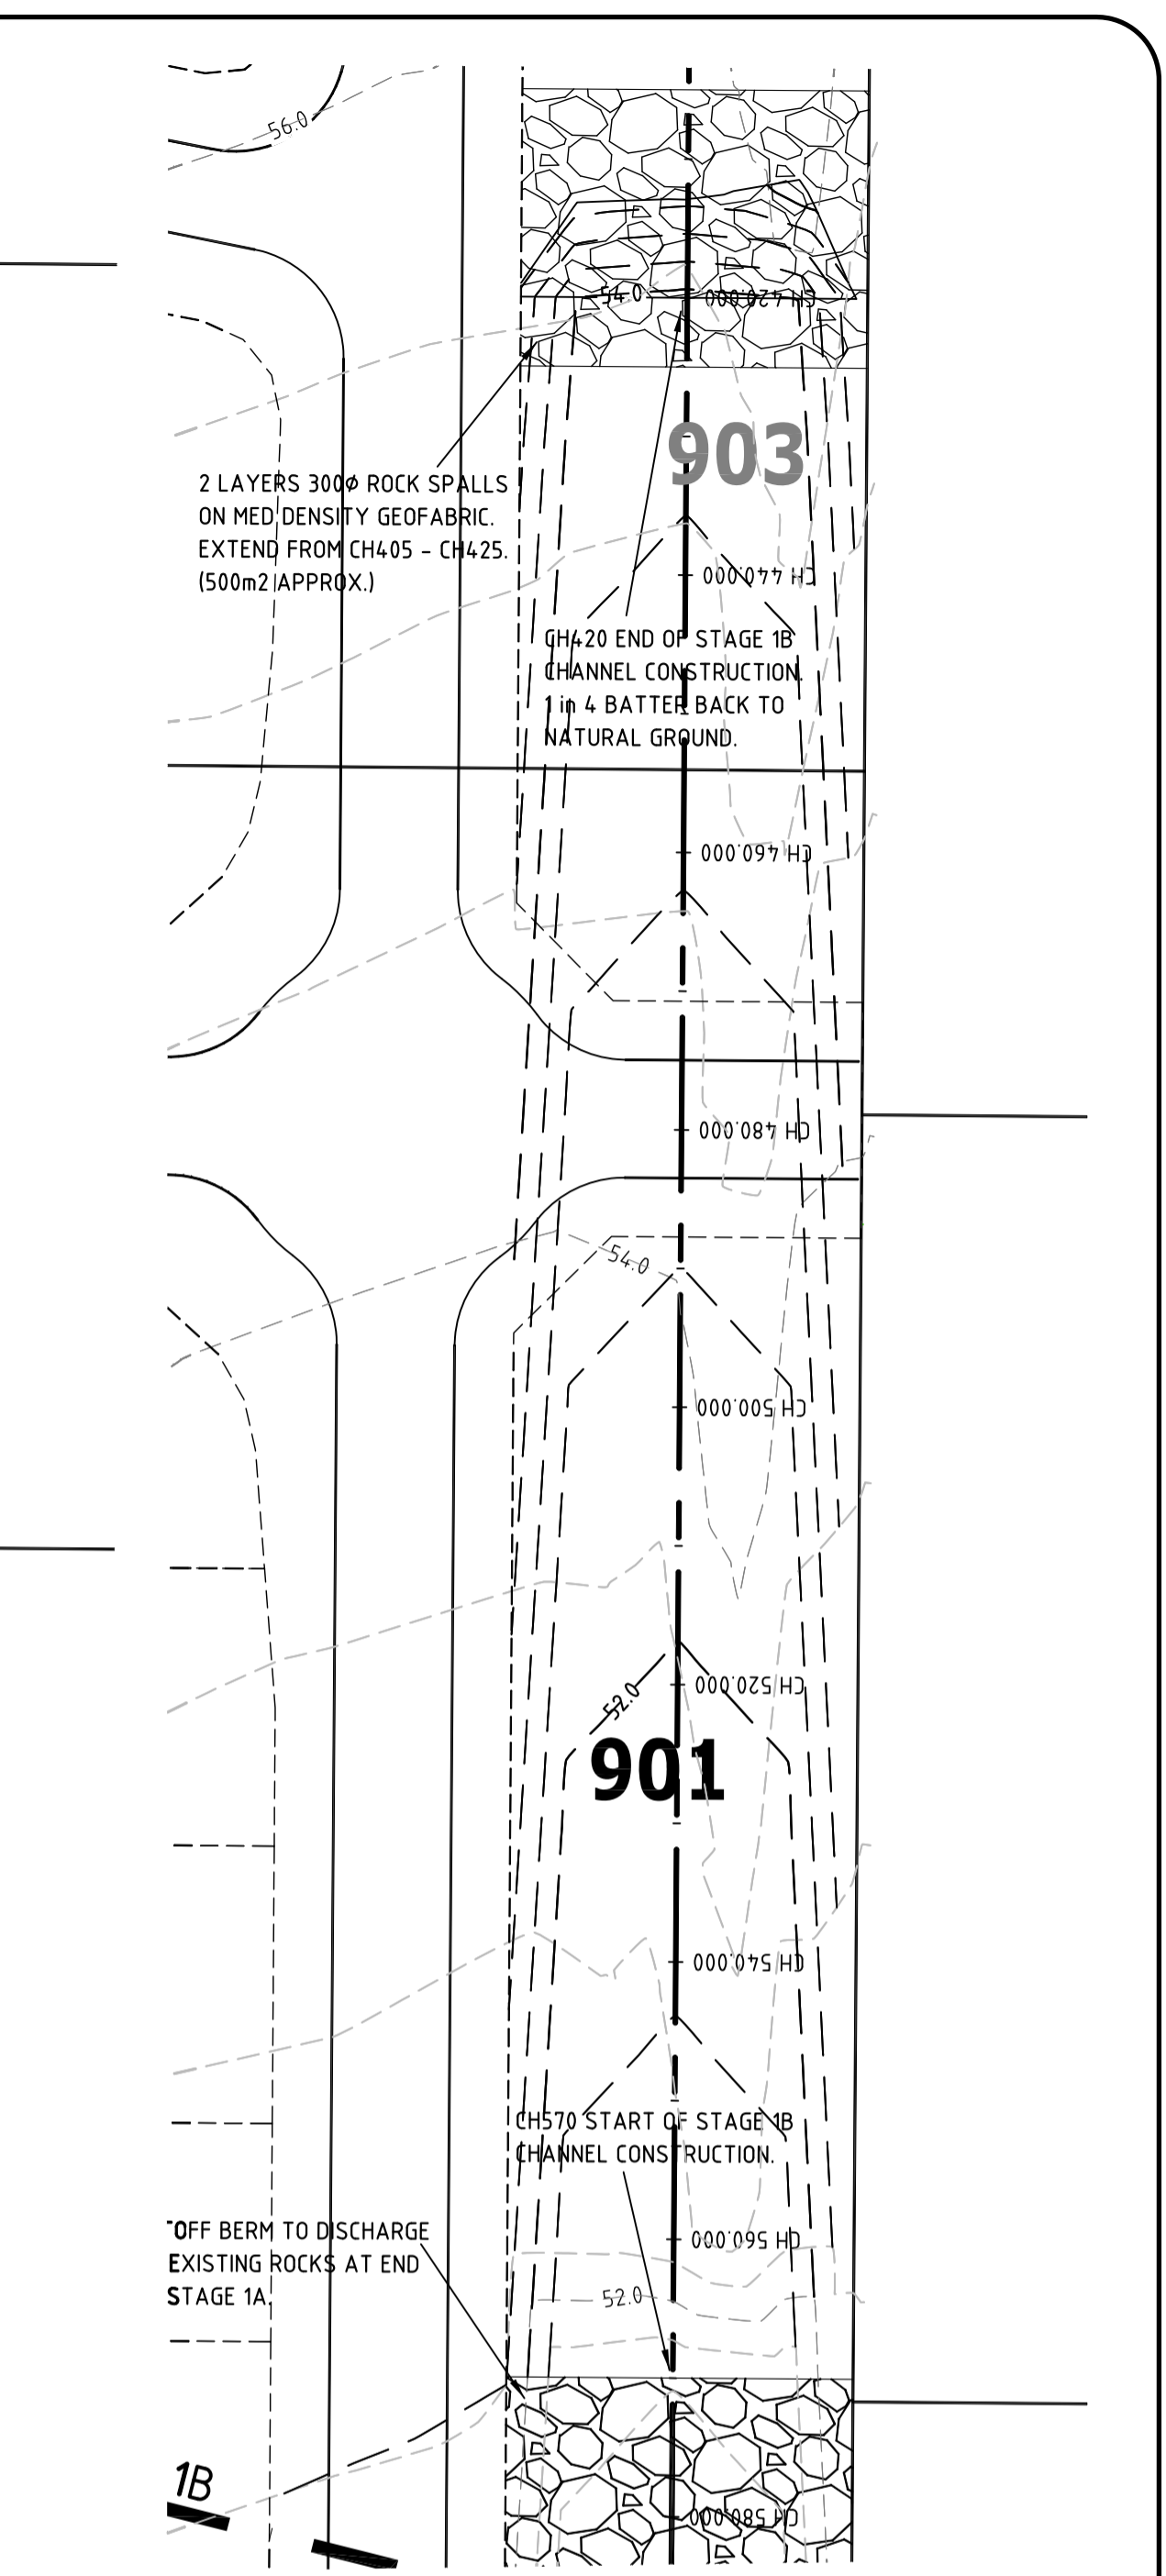 56.0
54.0
CH 420.000
903
2 LAYERS 300Ø ROCK SPALLS
ON MED DENSITY GEOFABRIC.
EXTEND FROM CH405 - CH425.
(500m2 APPROX.)
CH 440.000
CH420 END OF STAGE 1B
CHANNEL CONSTRUCTION.
1 in 4 BATTER BACK TO
NATURAL GROUND.
CH 460.000
CH 480.000
54.0
CH 500.000
CH 520.000
52.0
901
CH 540.000
CH570 START OF STAGE 1B
CHANNEL CONSTRUCTION.
OFF BERM TO DISCHARGE
EXISTING ROCKS AT END
STAGE 1A.
CH 560.000
52.0
1B
CH 580.000